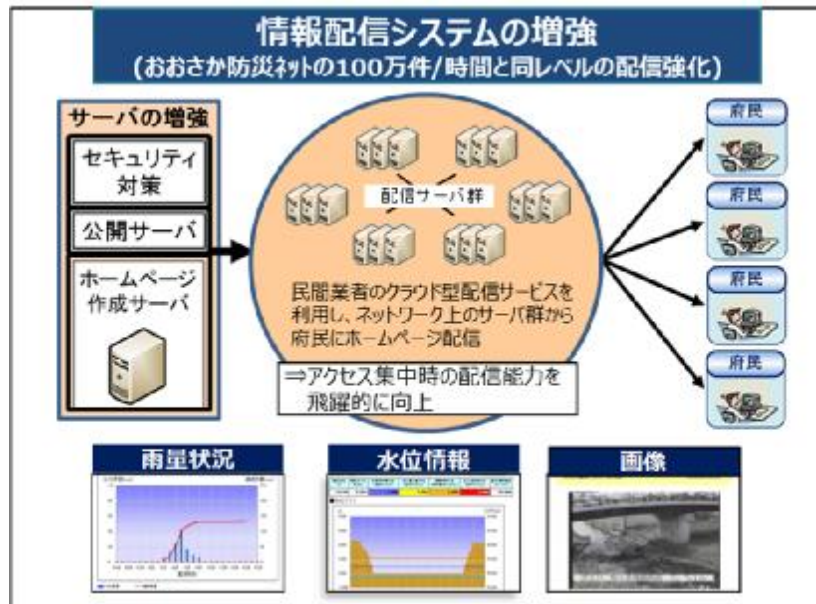 情報配信システムの増強
(おおさか防災ネットの100万件/時間と同レベルの配信強化)
サーバの増強
セキュリティ
対策
公開サーバ
ホームページ
作成サーバ
配信サーバ群
民間業者のクラウド型配信サービスを
利用し、ネットワーク上のサーバ群から
府民にホームページ配信
⇒アクセス集中時の配信能力を
飛躍的に向上
府民
府民
府民
府民
雨量状況
水位情報
画像